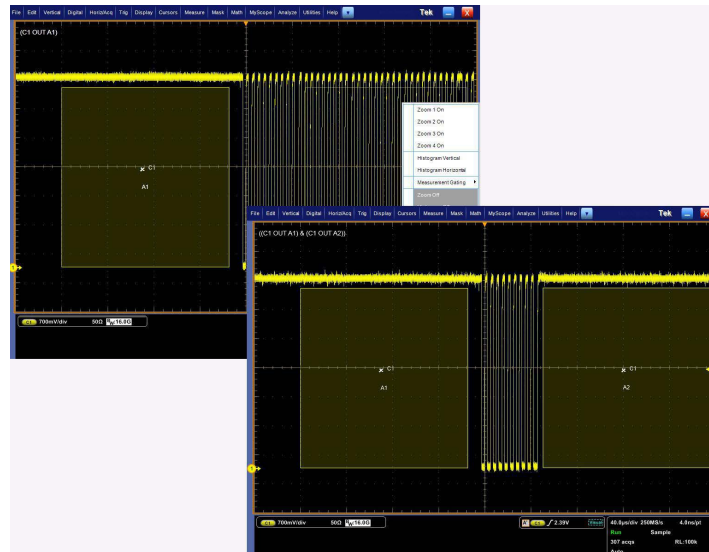 File Edit Vertical Digital Horiz/Acq Trig Display Cursors Measure Mask Math MyScope Analyze Utilities Help Tek X
(C1 OUT A1)
C1
A1
Zoom 1 On
Zoom 2 On
Zoom 3 On
Zoom 4 On
Histogram Vertical
Histogram Horizontal
Measurement Gating
Zoom Off
1
C1 700mV/div 50Ω BW:16.0G
File Edit Vertical Digital Horiz/Acq Trig Display Cursors Measure Mask Math MyScope Analyze Utilities Help Tek X
((C1 OUT A1) & (C1 OUT A2))
C1 C1
A1 A2
1
C1 700mV/div 50Ω BW:16.0G
A' C1 2.39V 40.0µs/div 250MS/s 4.0ns/pt
Run Sample
307 acqs RL:100k
Auto